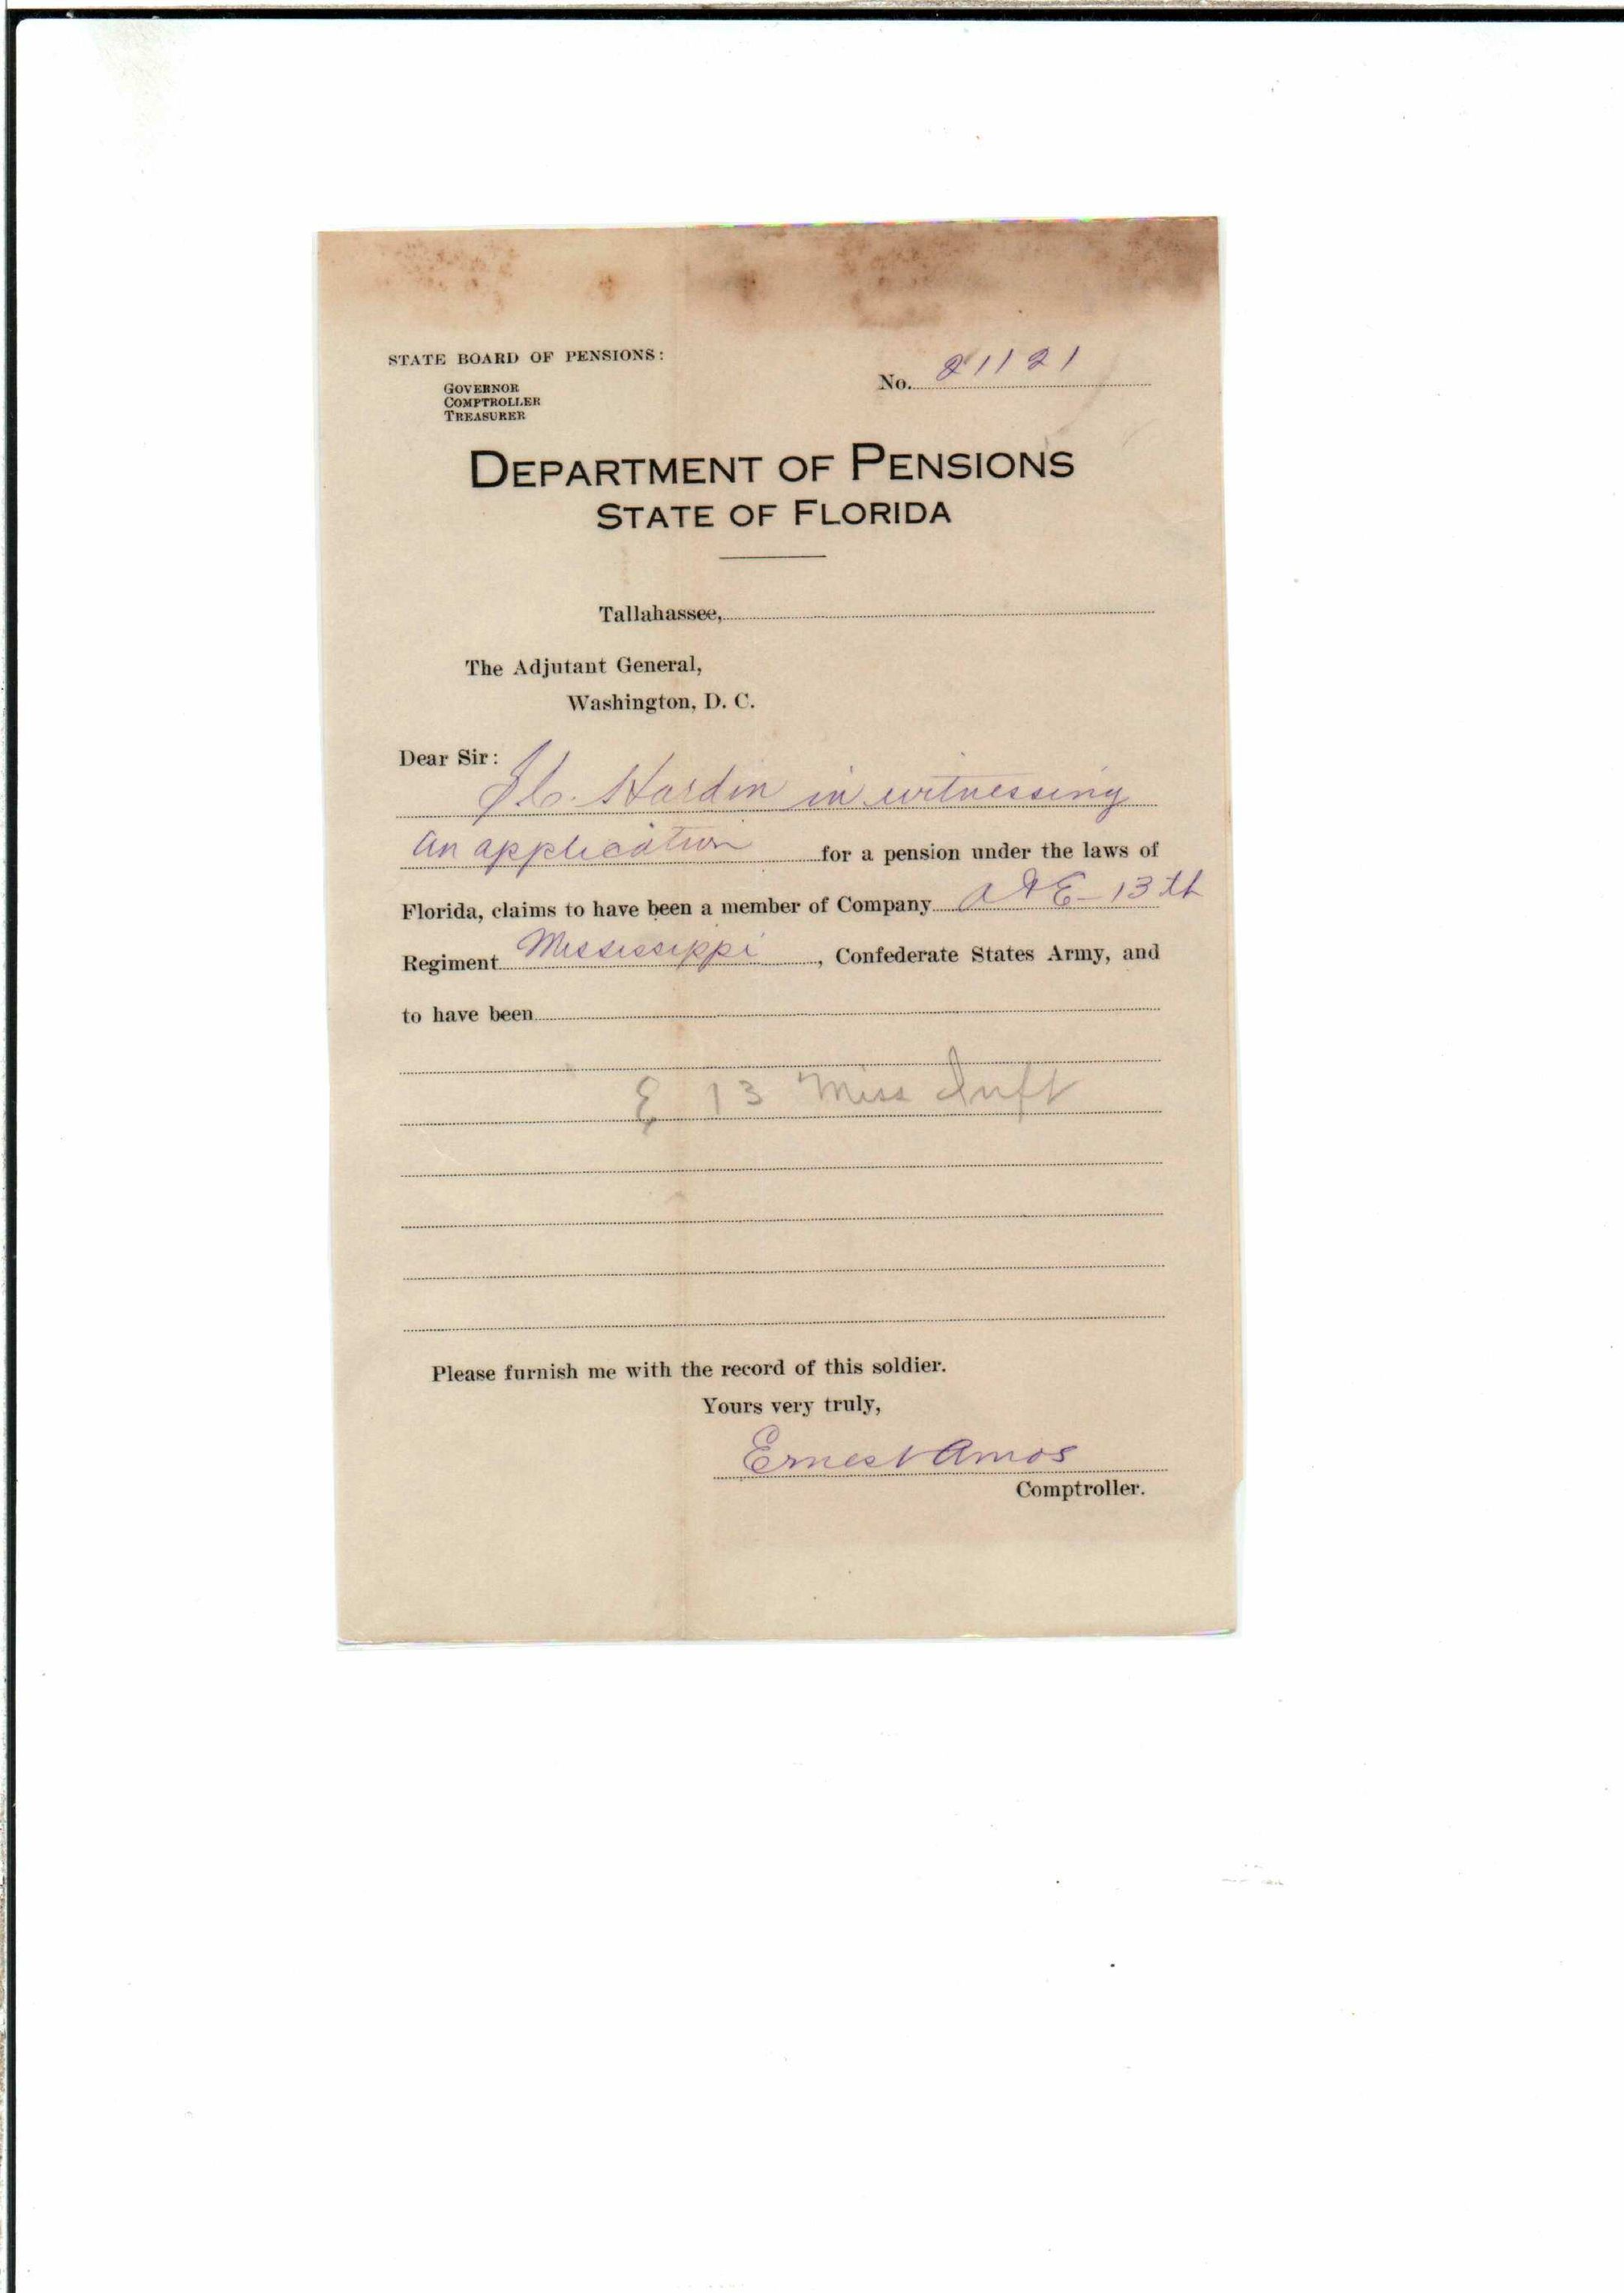 STATE BOARD OF PENSIONS:
GOVERNOR
COMPTROLLER
TREASURER
No. 21121
DEPARTMENT OF PENSIONS
STATE OF FLORIDA
Tallahassee,
The Adjutant General,
Washington, D. C.
Dear Sir:
Hardin in witnessing
an application for a pension under the laws of
Florida, claims to have been a member of Company A & E - 13th
Regiment Mississippi, Confederate States Army, and
to have been
E 13 Miss Inft
Please furnish me with the record of this soldier.
Yours very truly,
Ernest Amos
Comptroller.